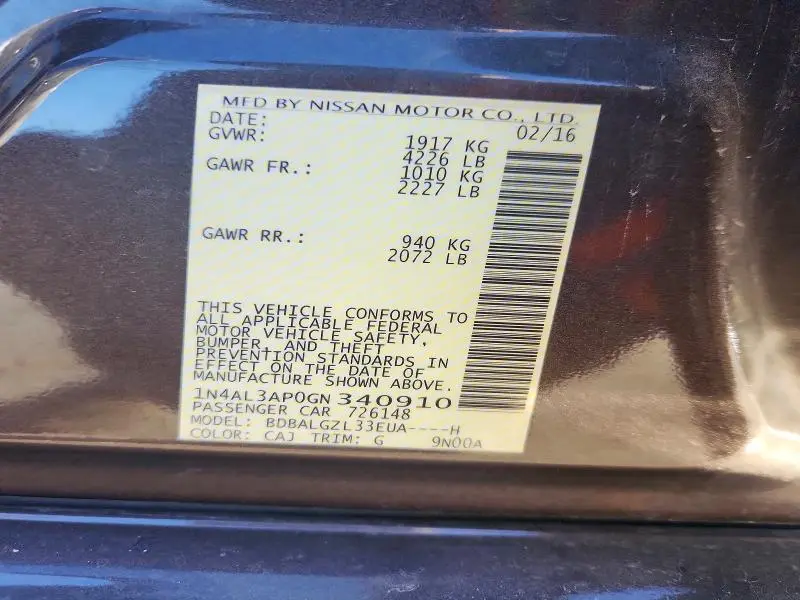 MFD BY NISSAN MOTOR CO., LTD.
DATE: 02/16
GVWR: 1917 KG
4226 LB
GAWR FR.: 1010 KG
2227 LB
GAWR RR.: 940 KG
2072 LB
THIS VEHICLE CONFORMS TO
ALL APPLICABLE FEDERAL
MOTOR VEHICLE SAFETY,
BUMPER, AND THEFT
PREVENTION STANDARDS IN
EFFECT ON THE DATE OF
MANUFACTURE SHOWN ABOVE.
1N4AL3AP0GN 340910
PASSENGER CAR 726148
MODEL: BDBALGZL33EUA----H
COLOR: CAJ TRIM: G 9N00A